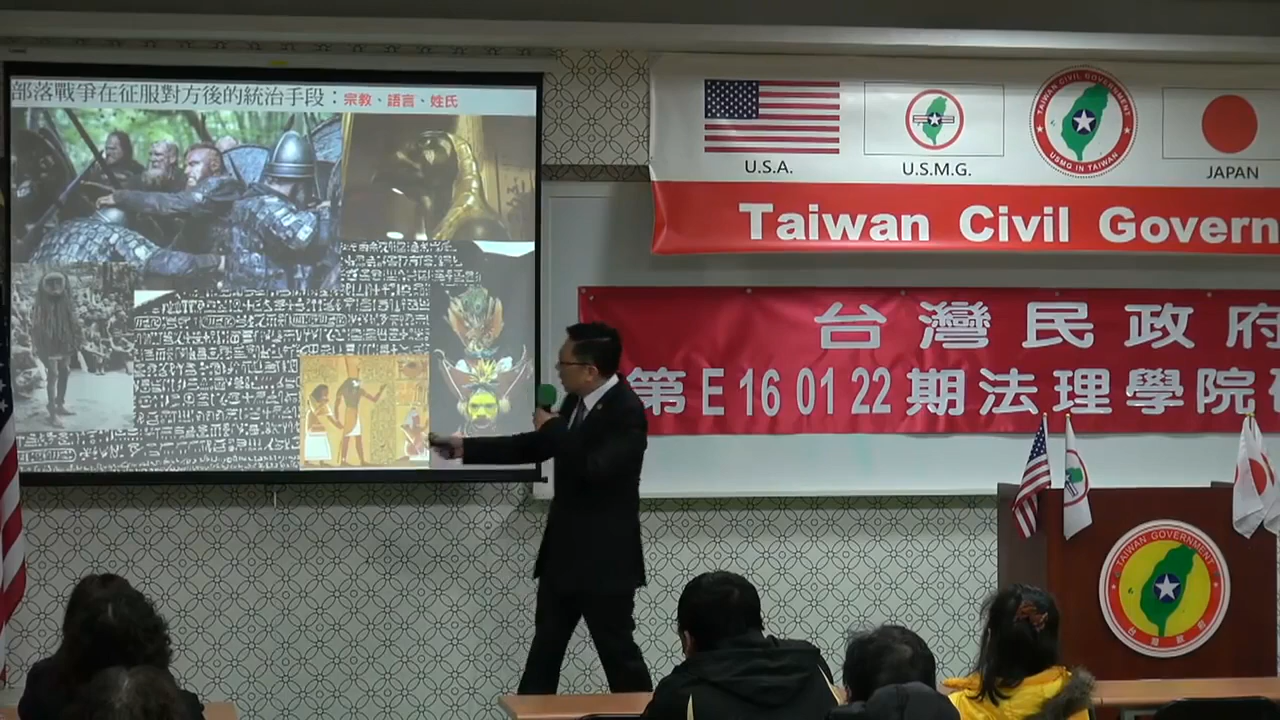 部落戰爭在征服對方後的統治手段：宗教、語言、姓氏
U.S.A.
U.S.M.G.
TAIWAN CIVIL GOVERNMENT
USMG IN TAIWAN
JAPAN
Taiwan Civil Govern
台灣民政府
第E 16 01 22 期法理學院
TAIWAN GOVERNMENT
台灣政府